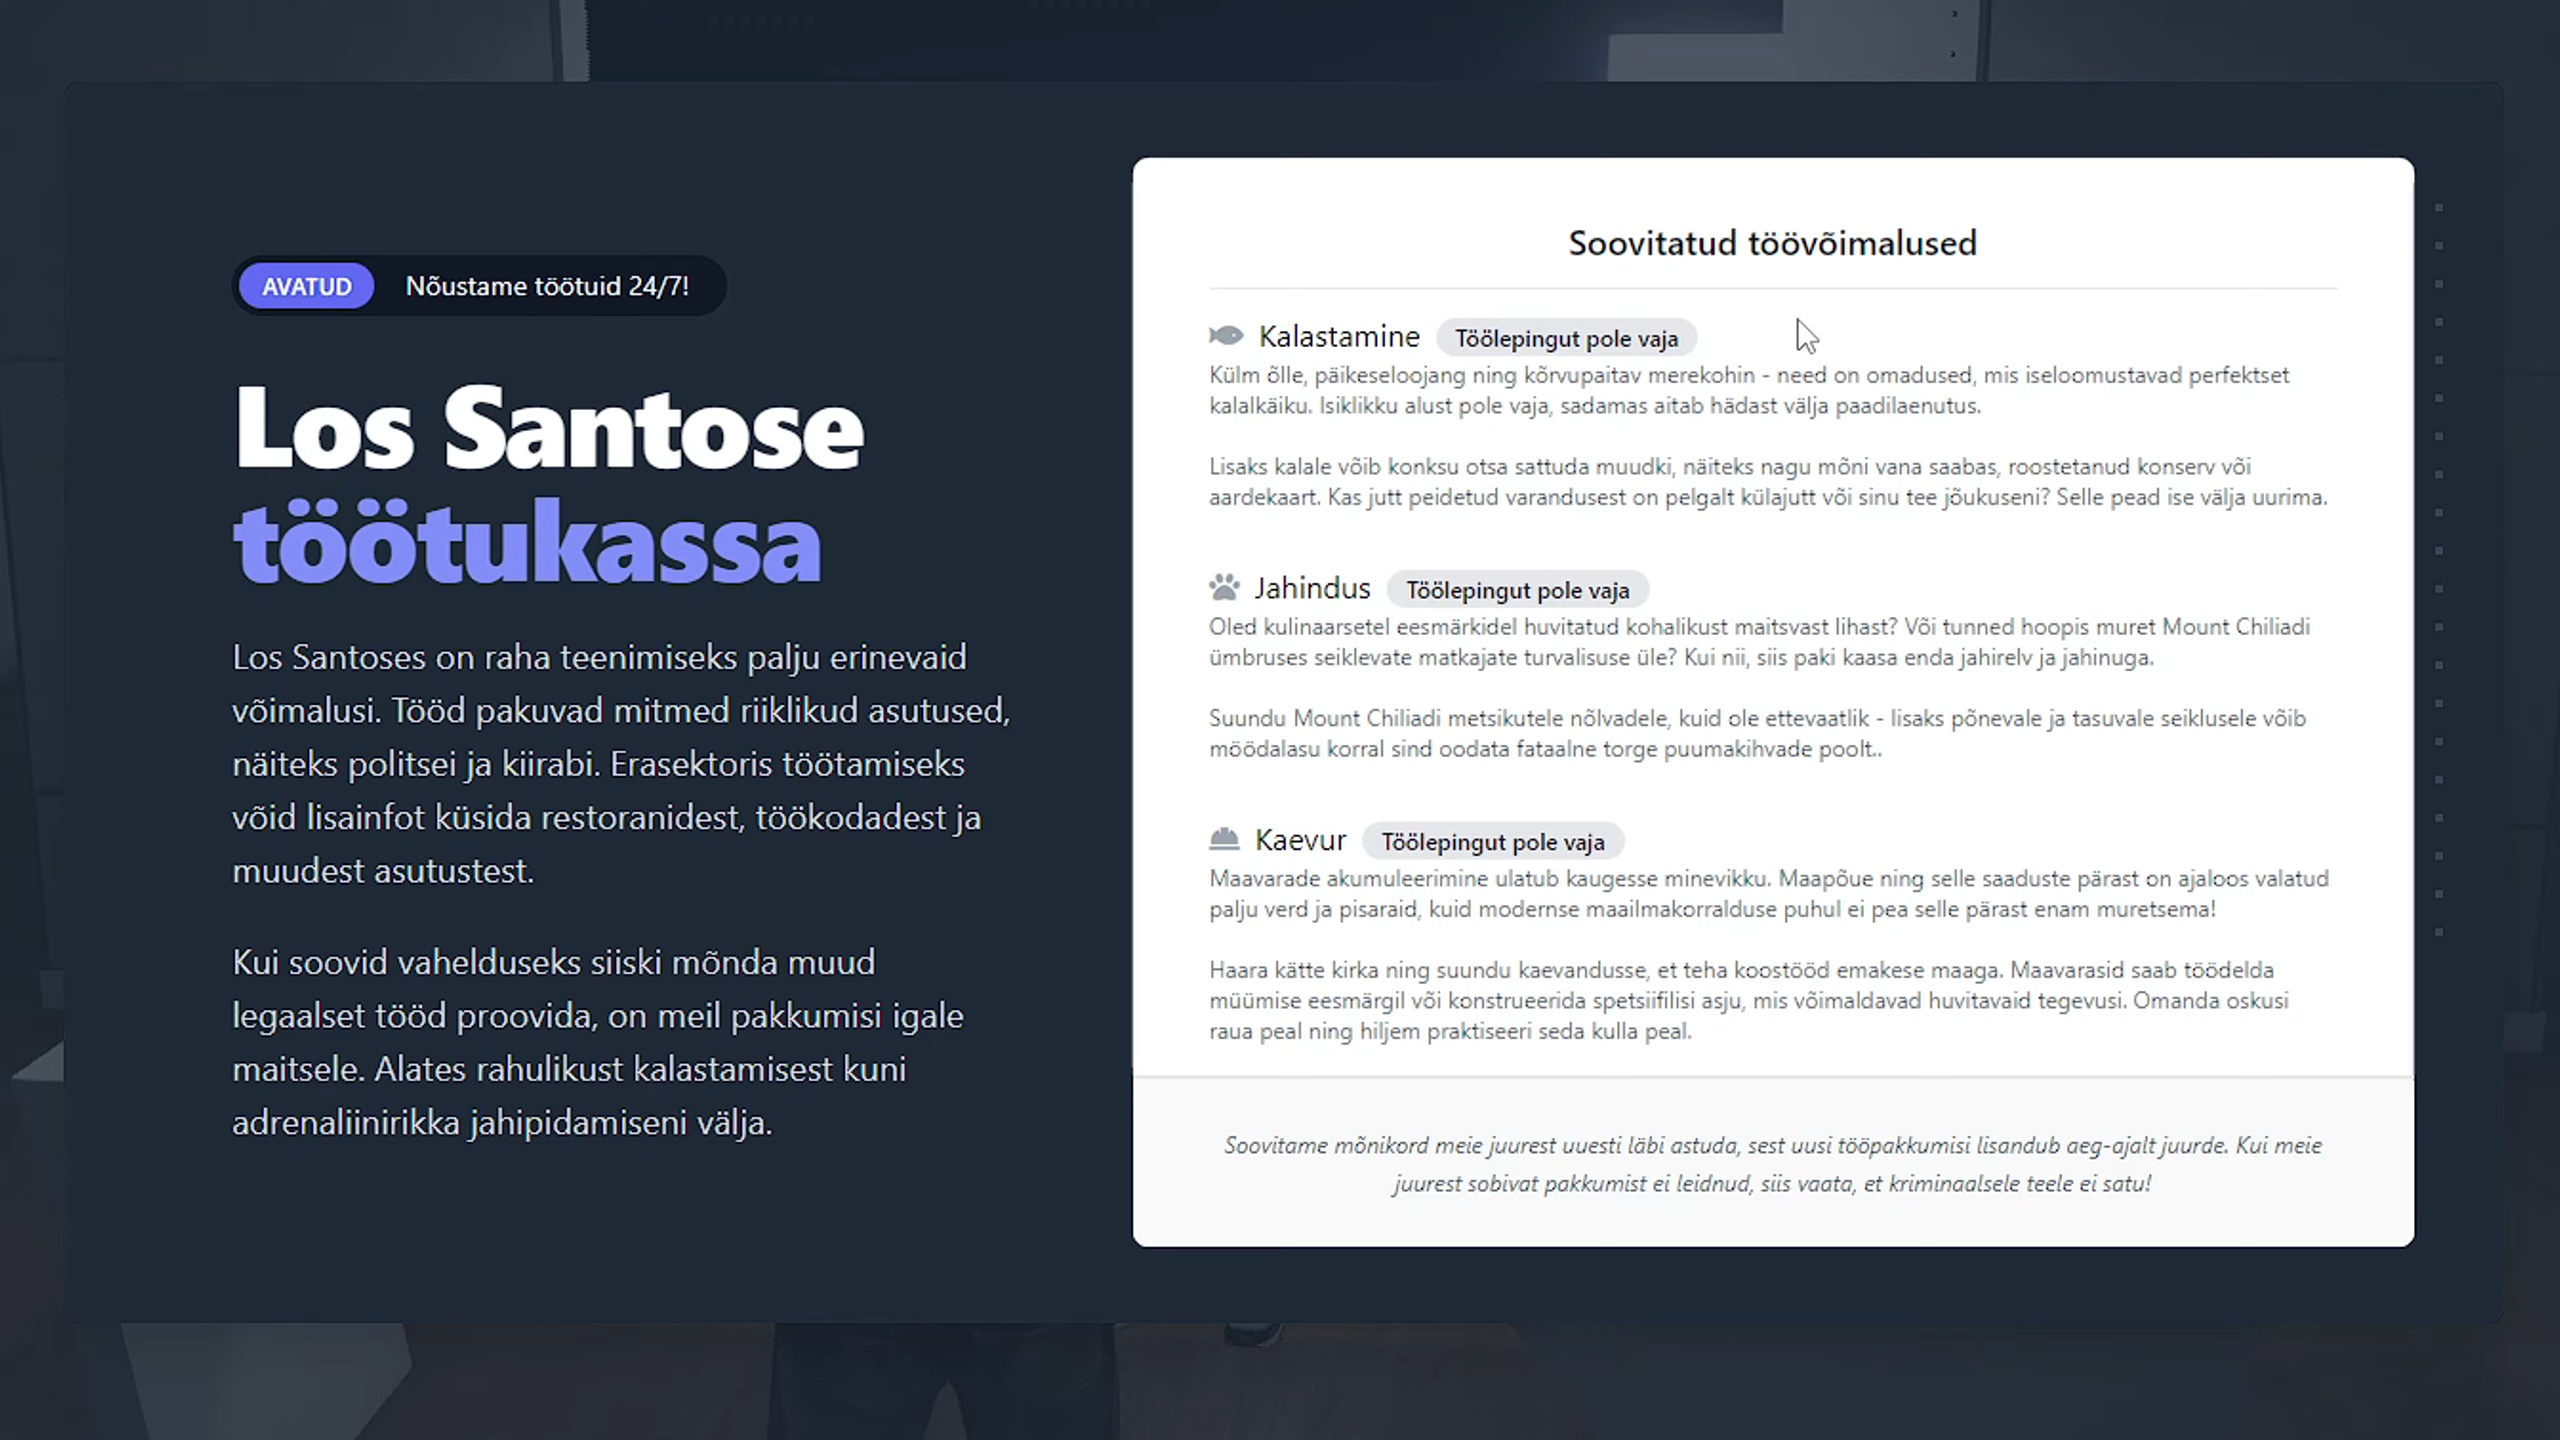 AVATUD Nõustame töötuid 24/7!
Los Santose
töötukassa
Los Santoses on raha teenimiseks palju erinevaid
võimalusi. Tööd pakuvad mitmed riiklikud asutused,
näiteks politsei ja kiirabi. Erasektoris töötamiseks
võid lisainfot küsida restoranidest, töökodadest ja
muudest asutustest.
Kui soovid vahelduseks siiski mõnda muud
legaalset tööd proovida, on meil pakkumisi igale
maitsele. Alates rahulikust kalastamisest kuni
adrenaliinirikka jahipidamiseni välja.
Soovitatud töövõimalused
Kalastamine Töölepingut pole vaja
Külm õlle, päikeseloojang ning kõrvupaitav merekohin - need on omadused, mis iseloomustavad perfektset
kalalkäiku. Isiklikku alust pole vaja, sadamas aitab hädast välja paadilaenutus.
Lisaks kalale võib konksu otsa sattuda muudki, näiteks nagu mõni vana saabas, roostetanud konserv või
aardekaart. Kas jutt peidetud varandusest on pelgalt külajutt või sinu tee jõukuseni? Selle pead ise välja uurima.
Jahindus Töölepingut pole vaja
Oled kulinaarsetel eesmärkidel huvitatud kohalikust maitsvast lihast? Või tunned hoopis muret Mount Chiliadi
ümbruses seiklevate matkajate turvalisuse üle? Kui nii, siis paki kaasa enda jahirelv ja jahinuga.
Suundu Mount Chiliadi metsikutele nõlvadele, kuid ole ettevaatlik - lisaks põnevale ja tasuvale seiklusele võib
möödalasu korral sind oodata fataalne torge puumakihvade poolt..
Kaevur Töölepingut pole vaja
Maavarade akumuleerimine ulatub kaugesse minevikku. Maapõue ning selle saaduste pärast on ajaloos valatud
palju verd ja pisaraid, kuid modernse maailmakorralduse puhul ei pea selle pärast enam muretsema!
Haara kätte kirka ning suundu kaevandusse, et teha koostööd emakese maaga. Maavarasid saab töödelda
müümise eesmärgil või konstrueerida spetsiifilisi asju, mis võimaldavad huvitavaid tegevusi. Omanda oskusi
raua peal ning hiljem praktiseeri seda kulla peal.
Soovitame mõnikord meie juurest uuesti läbi astuda, sest uusi tööpakkumisi lisandub aeg-ajalt juurde. Kui meie
juurest sobivat pakkumist ei leidnud, siis vaata, et kriminaalsele teele ei satu!